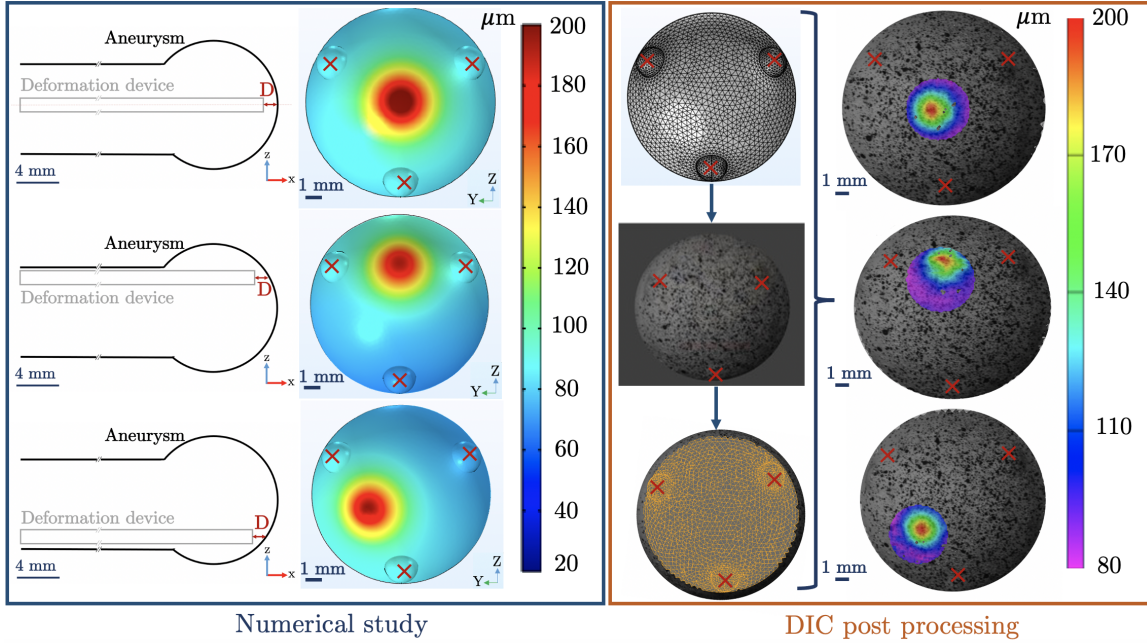 Aneurysm
Deformation device
D
4 mm
z
x
μm
200
180
160
140
120
100
80
60
40
20
1 mm
Y
Z
Aneurysm
Deformation device
D
4 mm
z
x
1 mm
Y
Z
Aneurysm
Deformation device
D
4 mm
z
x
1 mm
Y
Z
Numerical study
μm
200
170
140
110
80
1 mm
1 mm
1 mm
DIC post processing